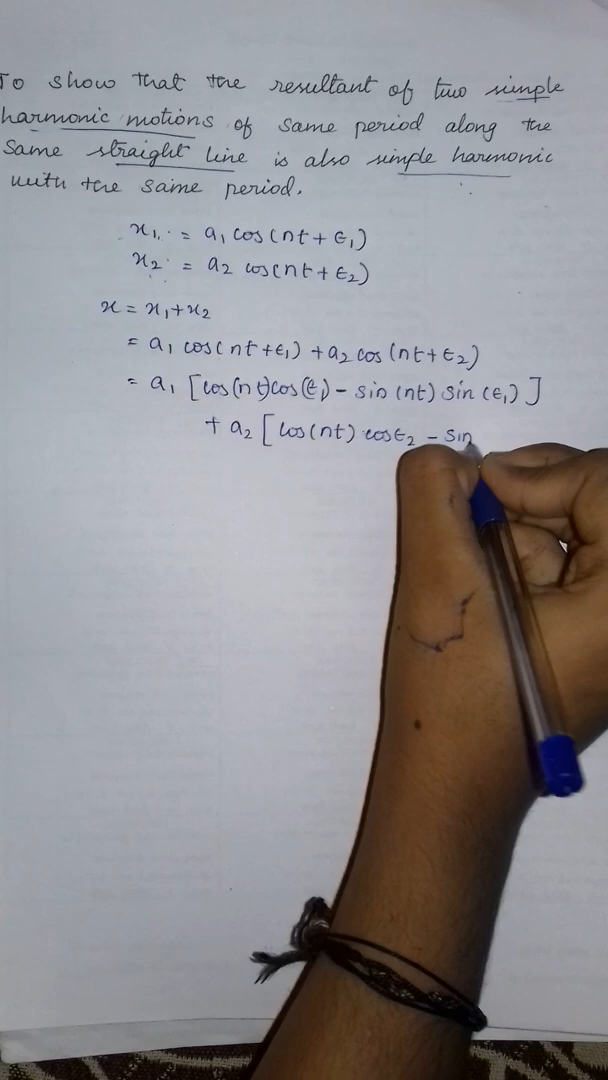 To show that the resultant of two simple
harmonic motions of same period along the
same straight line is also simple harmonic
with the same period.
x₁ = a₁ cos(nt + ε₁)
x₂ = a₂ cos(nt + ε₂)
x = x₁ + x₂
= a₁ cos(nt + ε₁) + a₂ cos(nt + ε₂)
= a₁ [cos(nt)cos(ε₁) - sin(nt) sin(ε₁)]
+ a₂ [cos(nt) cosε₂ - sin